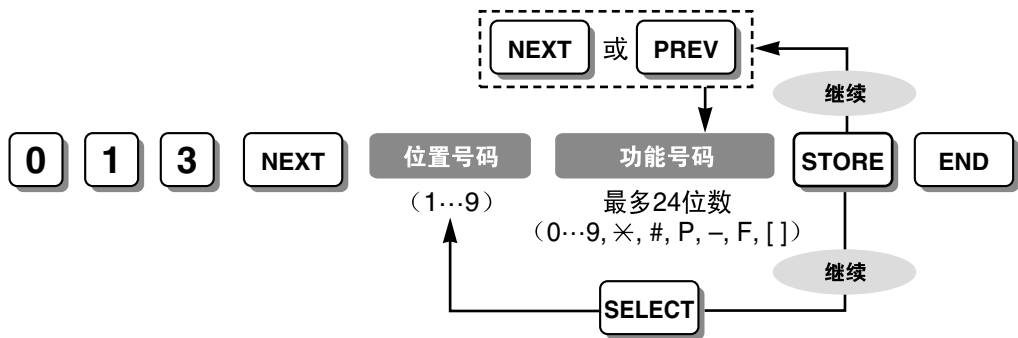 NEXT 或 PREV
继续
0 1 3 NEXT 位置号码 功能号码 STORE END
（1…9） 最多24位数
（0…9, ✳, #, P, –, F, [ ]）
继续
SELECT